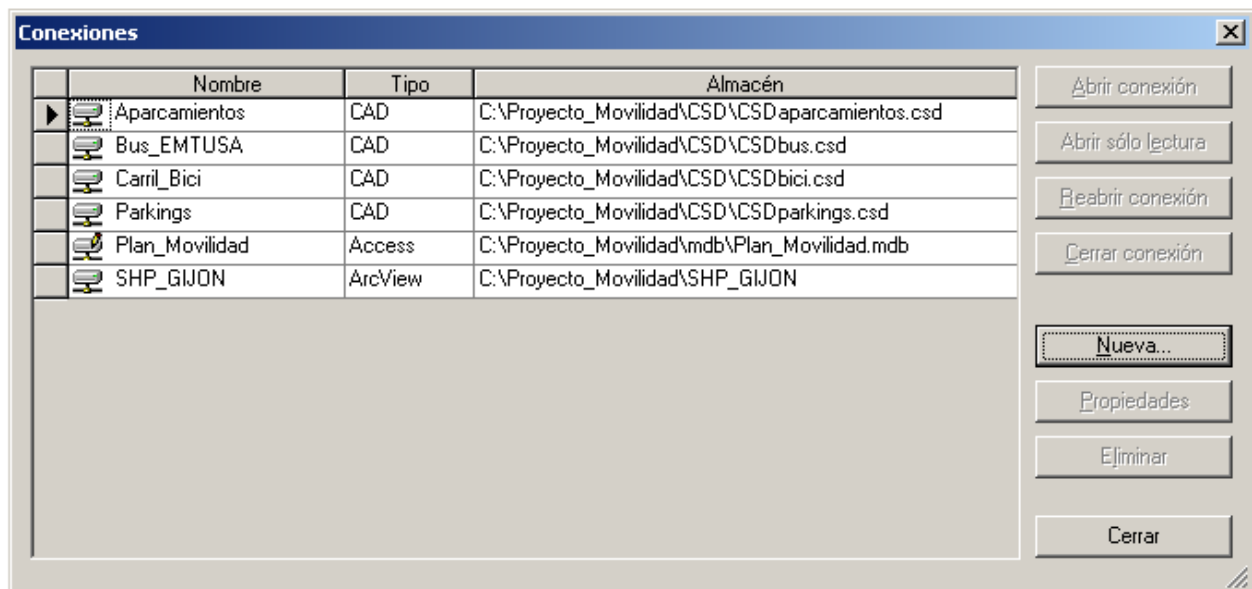 Conexiones
Nombre Tipo Almacén
Aparcamientos CAD C:\Proyecto_Movilidad\CSD\CSDaparcamientos.csd
Bus_EMTUSA CAD C:\Proyecto_Movilidad\CSD\CSDbus.csd
Carril_Bici CAD C:\Proyecto_Movilidad\CSD\CSDbici.csd
Parkings CAD C:\Proyecto_Movilidad\CSD\CSDparkings.csd
Plan_Movilidad Access C:\Proyecto_Movilidad\mdb\Plan_Movilidad.mdb
SHP_GIJON ArcView C:\Proyecto_Movilidad\SHP_GIJON
Abrir conexión
Abrir sólo lectura
Reabrir conexión
Cerrar conexión
Nueva...
Propiedades
Eliminar
Cerrar